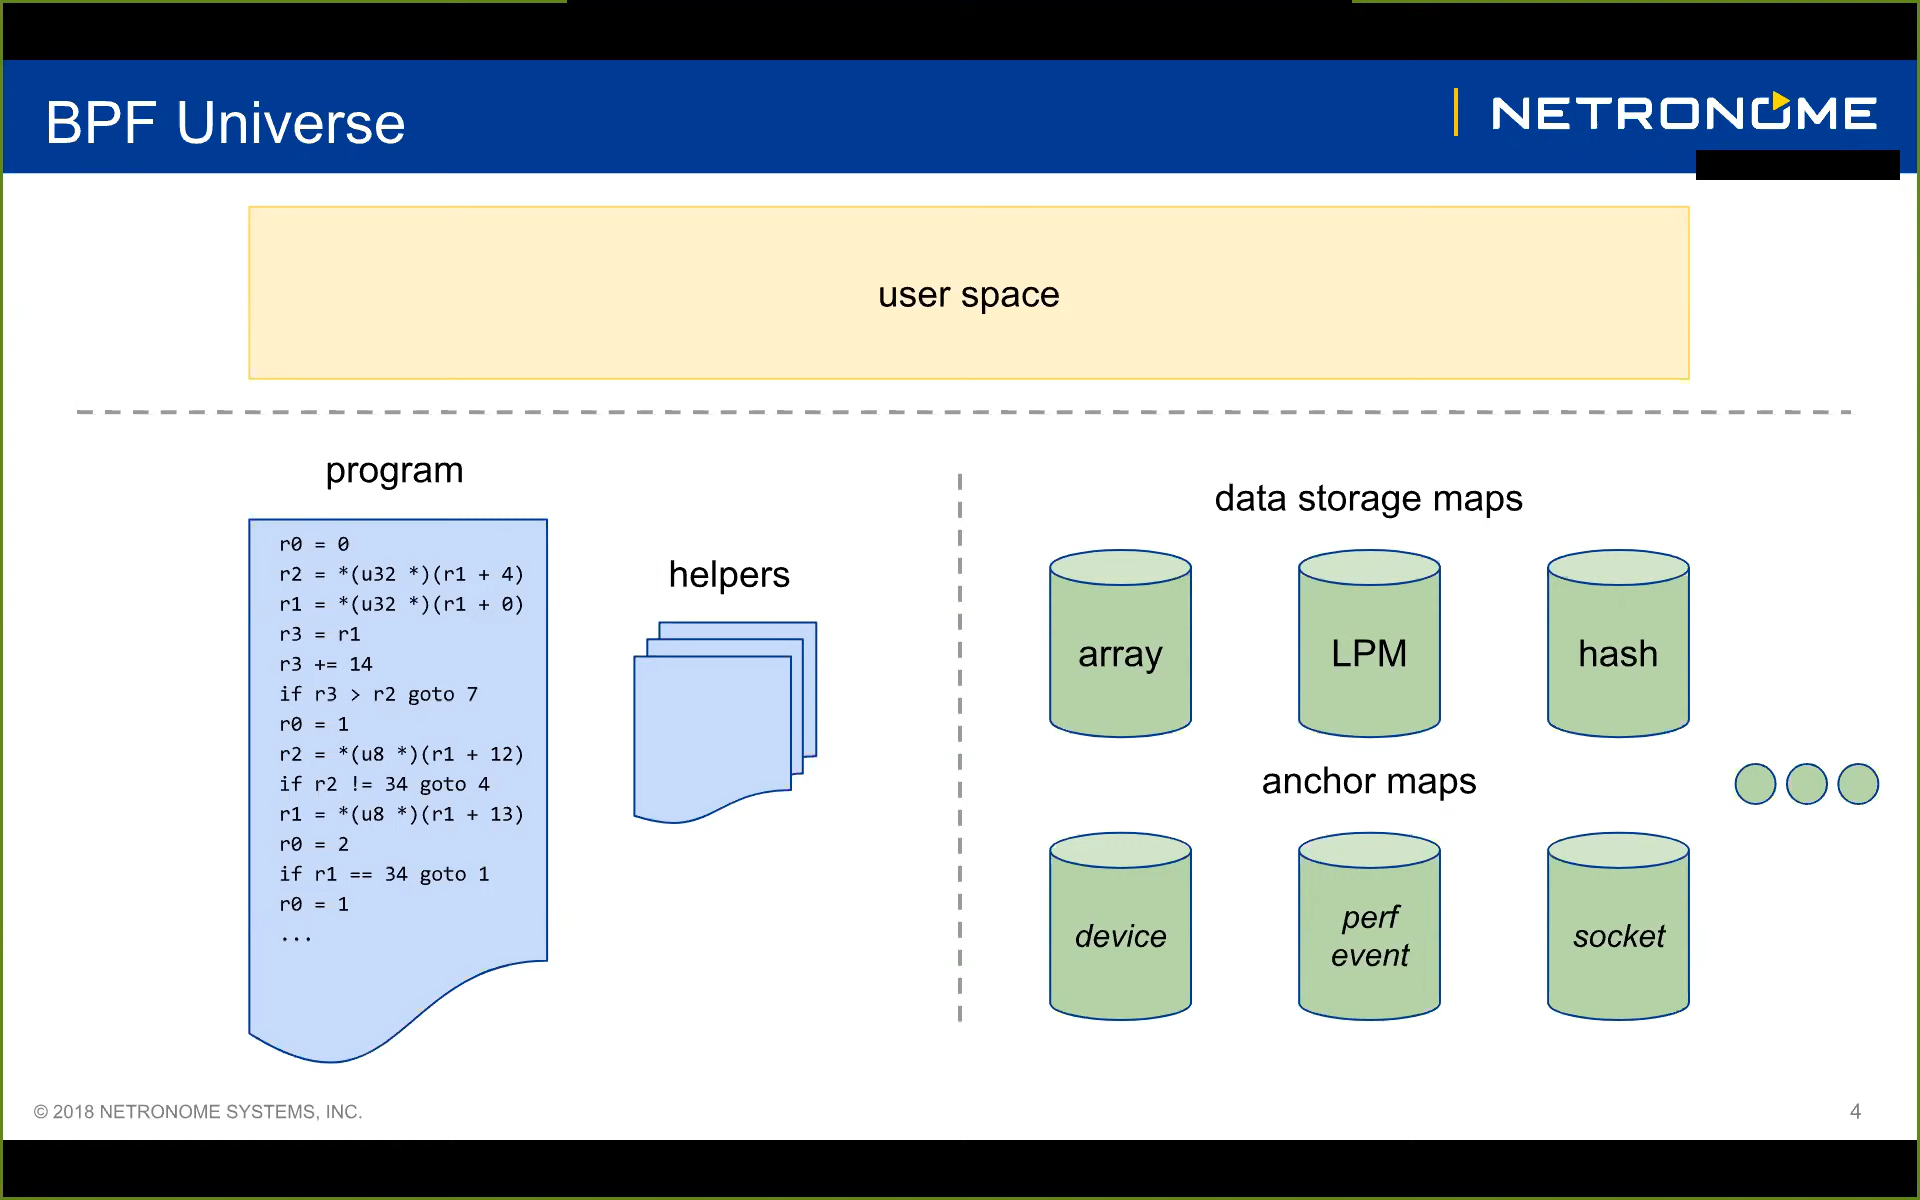 BPF Universe
NETRONOME
user space
program
r0 = 0
r2 = *(u32 *)(r1 + 4)
r1 = *(u32 *)(r1 + 0)
r3 = r1
r3 += 14
if r3 > r2 goto 7
r0 = 1
r2 = *(u8 *)(r1 + 12)
if r2 != 34 goto 4
r1 = *(u8 *)(r1 + 13)
r0 = 2
if r1 == 34 goto 1
r0 = 1
...
helpers
data storage maps
array
LPM
hash
anchor maps
device
perf
event
socket
© 2018 NETRONOME SYSTEMS, INC.
4